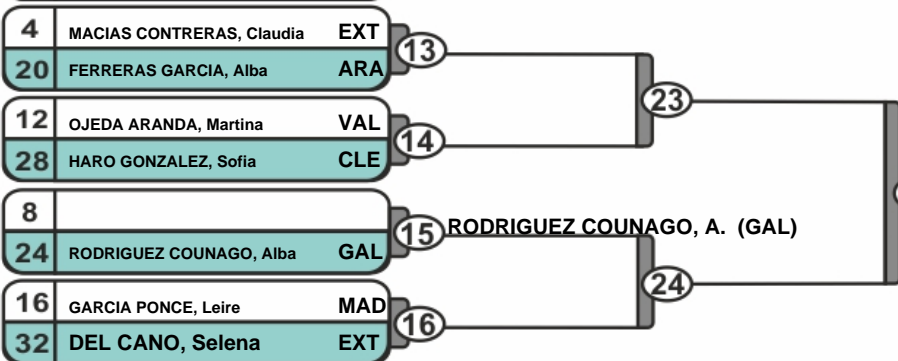 4 MACIAS CONTRERAS, Claudia EXT
13
20 FERRERAS GARCIA, Alba ARA
23
12 OJEDA ARANDA, Martina VAL
14
28 HARO GONZALEZ, Sofia CLE
8
15 RODRIGUEZ COUNAGO, A. (GAL)
24 RODRIGUEZ COUNAGO, Alba GAL
24
16 GARCIA PONCE, Leire MAD
16
32 DEL CANO, Selena EXT